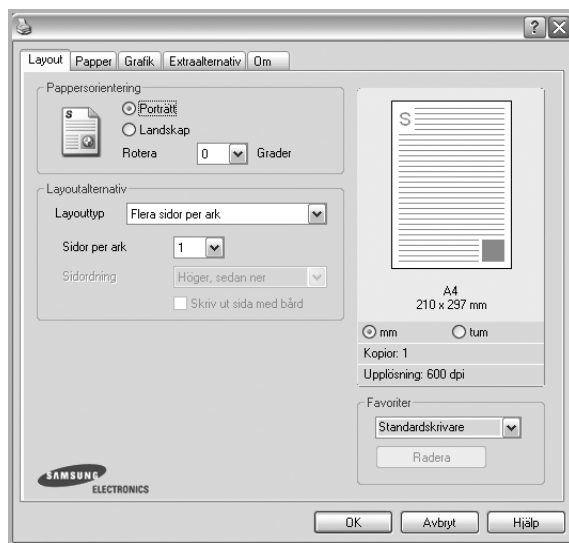 Layout Papper Grafik Extraalternativ Om
Pappersorientering
S
Porträtt
Landskap
Rotera 0 Grader
Layoutalternativ
Layouttyp Flera sidor per ark
Sidor per ark 1
Sidordning Höger, sedan ner
Skriv ut sida med bård
S
A4
210 x 297 mm
mm tum
Kopior: 1
Upplösning: 600 dpi
Favoriter
Standardskrivare
Radera
SAMSUNG
ELECTRONICS
OK Avbryt Hjälp